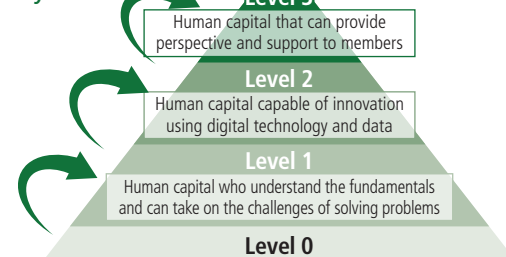 Level 3
Human capital that can provide
perspective and support to members
Level 2
Human capital capable of innovation
using digital technology and data
Level 1
Human capital who understand the fundamentals
and can take on the challenges of solving problems
Level 0